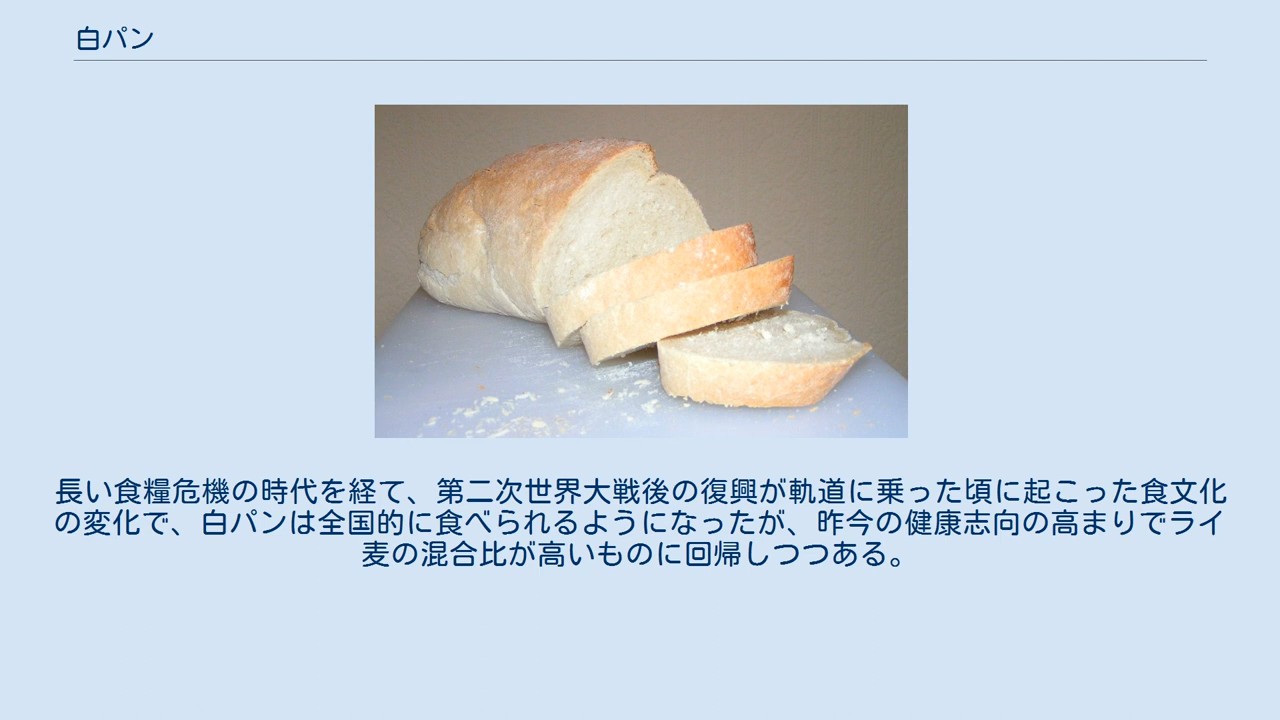 白パン
長い食糧危機の時代を経て、第二次世界大戦後の復興が軌道に乗った頃に起こった食文化
の変化で、白パンは全国的に食べられるようになったが、昨今の健康志向の高まりでライ
麦の混合比が高いものに回帰しつつある。